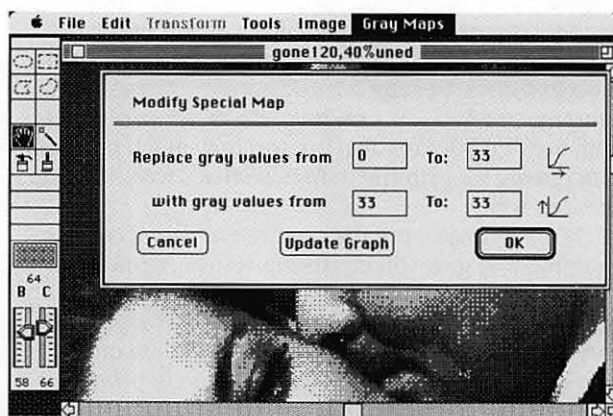 File Edit Transform Tools Image Gray Maps
gone120,40%uned
Modify Special Map
Replace gray values from 0 To: 33
with gray values from 33 To: 33
Cancel Update Graph OK
64
B C
58 66